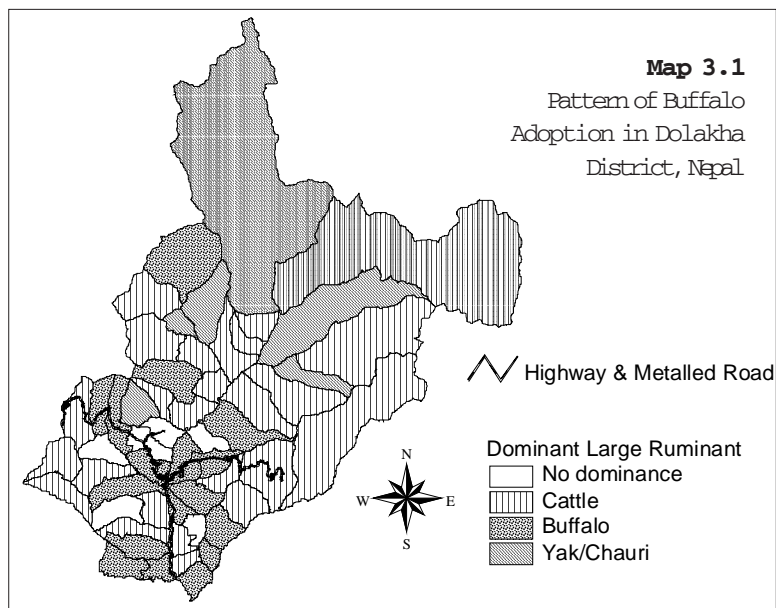 Map 3.1
Pattern of Buffalo
Adoption in Dolakha
District, Nepal
Highway & Metalled Road
Dominant Large Ruminant
No dominance
Cattle
Buffalo
Yak/Chauri
N
W E
S